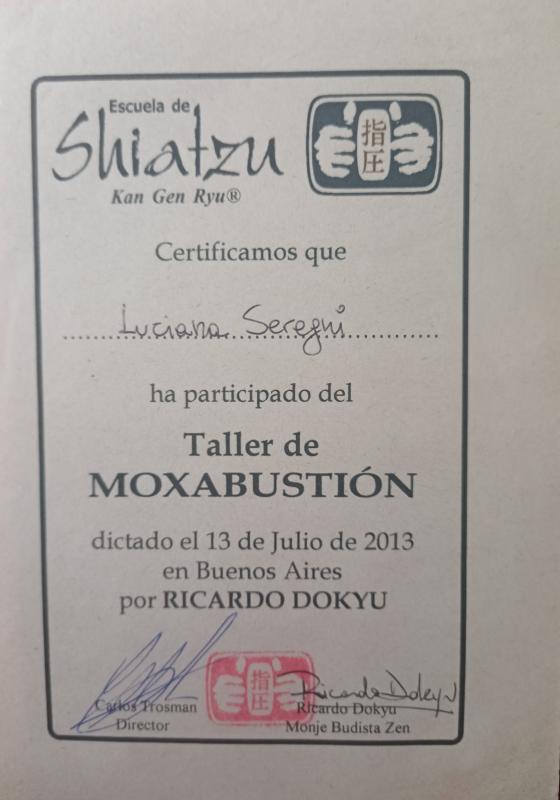 Escuela de
Shiatzu
Kan Gen Ryu®
指
圧
Certificamos que
Luciana Seregni
ha participado del
Taller de
MOXABUSTIÓN
dictado el 13 de Julio de 2013
en Buenos Aires
por RICARDO DOKYU
指
圧
Ricardo Dokyu
Carlos Trosman
Director
Ricardo Dokyu
Monje Budista Zen